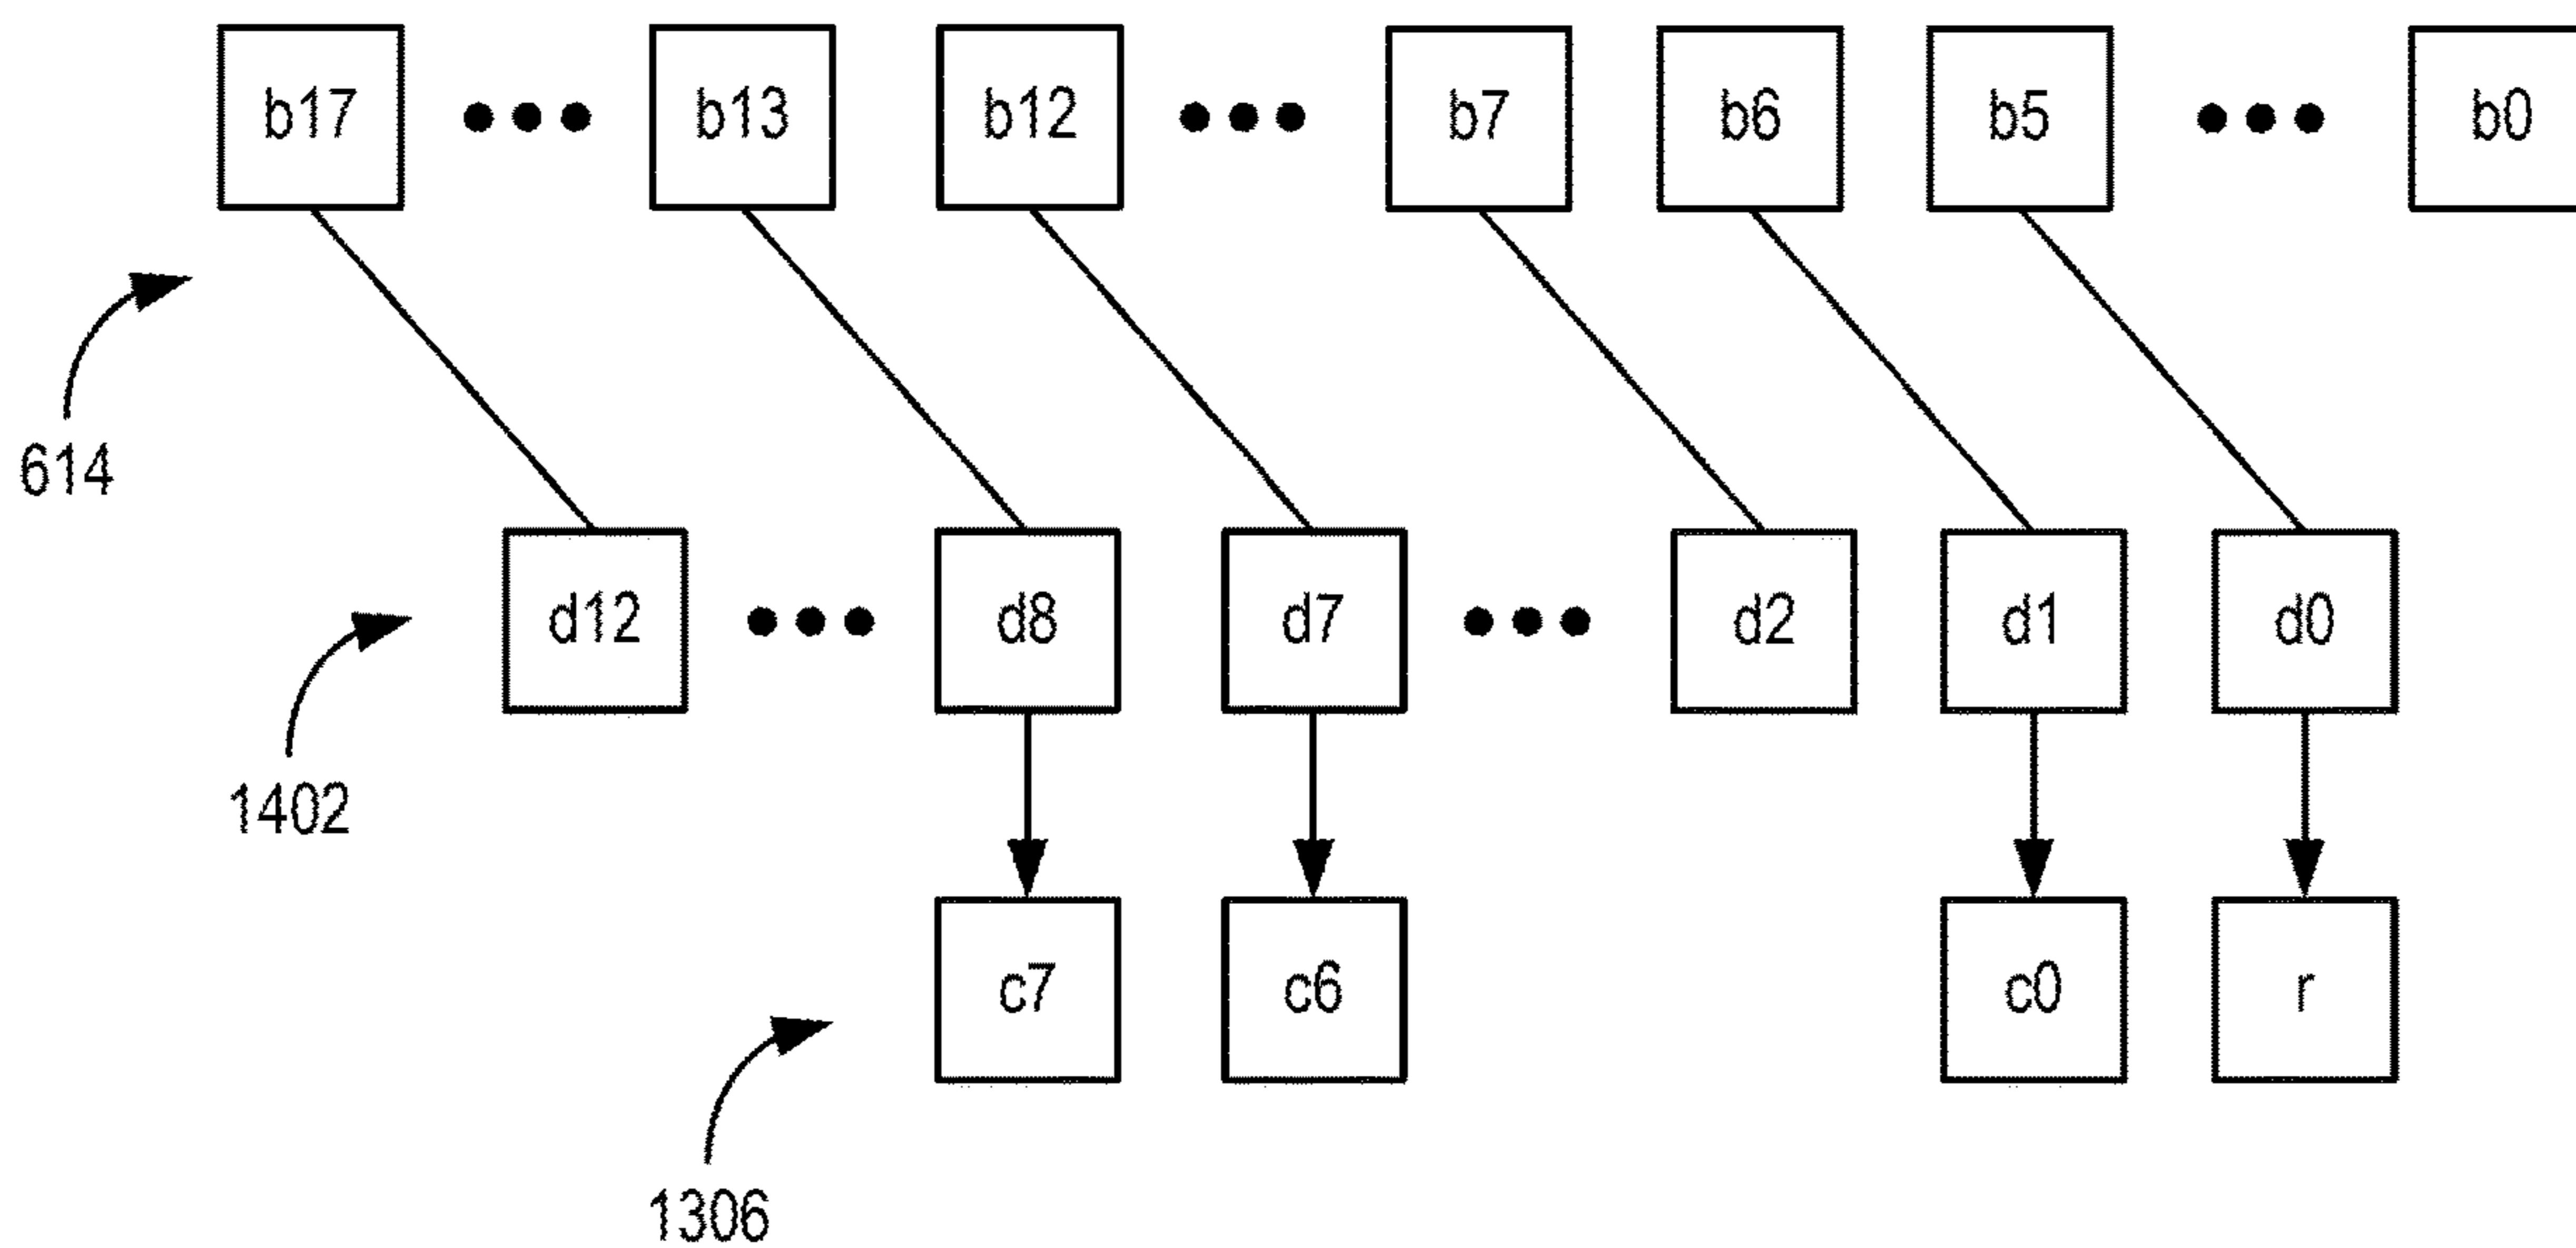 b17 ••• b13 b12 ••• b7 b6 b5 ••• b0
614
d12 ••• d8 d7 ••• d2 d1 d0
1402
c7 c6 c0 r
1306